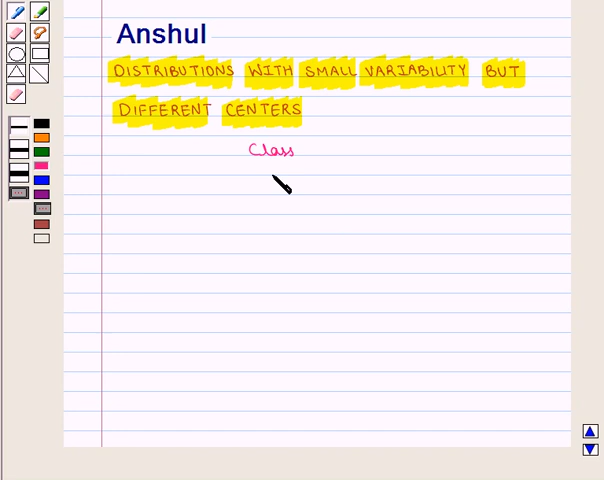 Anshul
DISTRIBUTIONS WITH SMALL VARIABILITY BUT
DIFFERENT CENTERS
Class